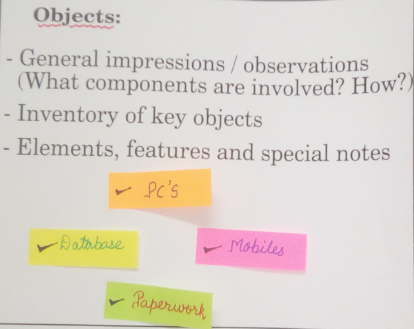 Objects:
- General impressions / observations
(What components are involved? How?)
- Inventory of key objects
- Elements, features and special notes
✓ PC's
✓ Database
✓ Mobiles
✓ Paperwork